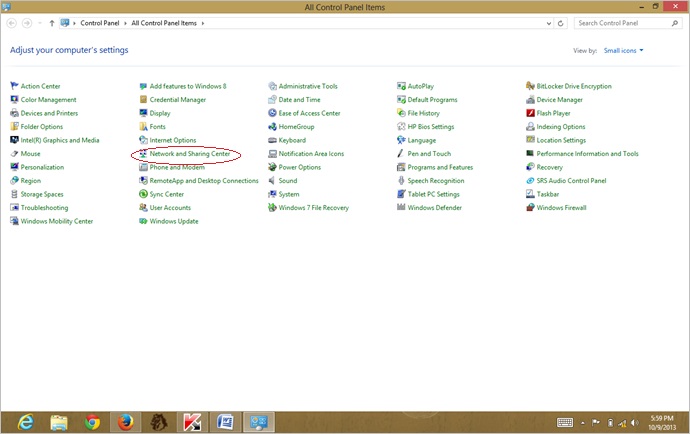 All Control Panel Items
Control Panel All Control Panel Items Search Control Panel
Adjust your computer's settings View by: Small icons
Action Center Add features to Windows 8 Administrative Tools AutoPlay BitLocker Drive Encryption
Color Management Credential Manager Date and Time Default Programs Device Manager
Devices and Printers Display Ease of Access Center File History Flash Player
Folder Options Fonts HomeGroup HP Bios Settings Indexing Options
Intel(R) Graphics and Media Internet Options Keyboard Language Location Settings
Mouse Network and Sharing Center Notification Area Icons Pen and Touch Performance Information and Tools
Personalization Phone and Modem Power Options Programs and Features Recovery
Region RemoteApp and Desktop Connections Sound Speech Recognition SRS Audio Control Panel
Storage Spaces Sync Center System Tablet PC Settings Taskbar
Troubleshooting User Accounts Windows 7 File Recovery Windows Defender Windows Firewall
Windows Mobility Center Windows Update
5:59 PM
10/9/2013